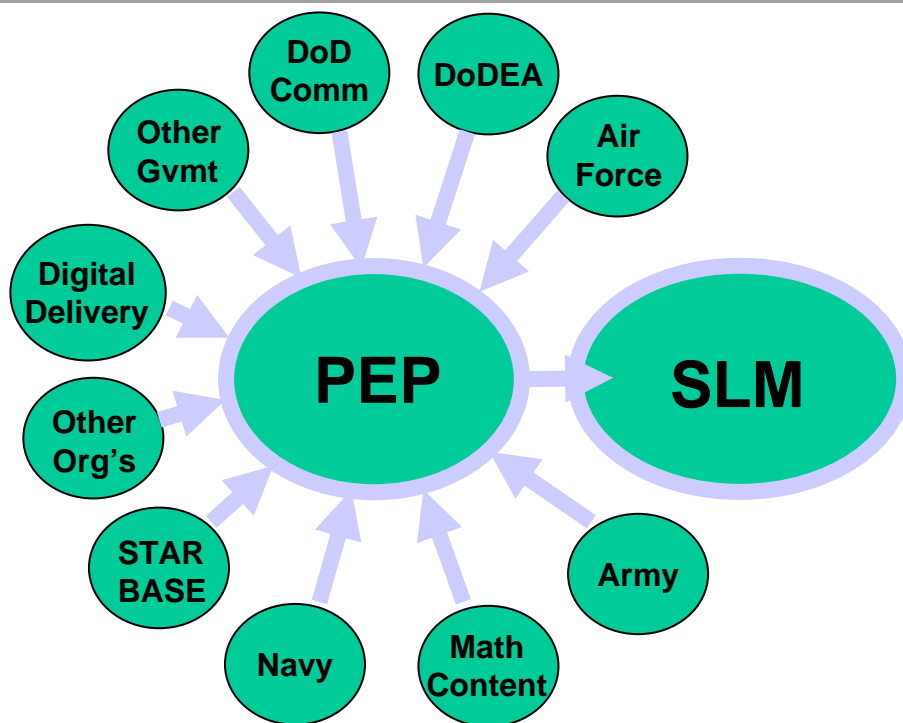 DoD
Comm
DoDEA
Other
Gvmt
Air
Force
Digital
Delivery
PEP
SLM
Other
Org's
STAR
BASE
Army
Navy
Math
Content